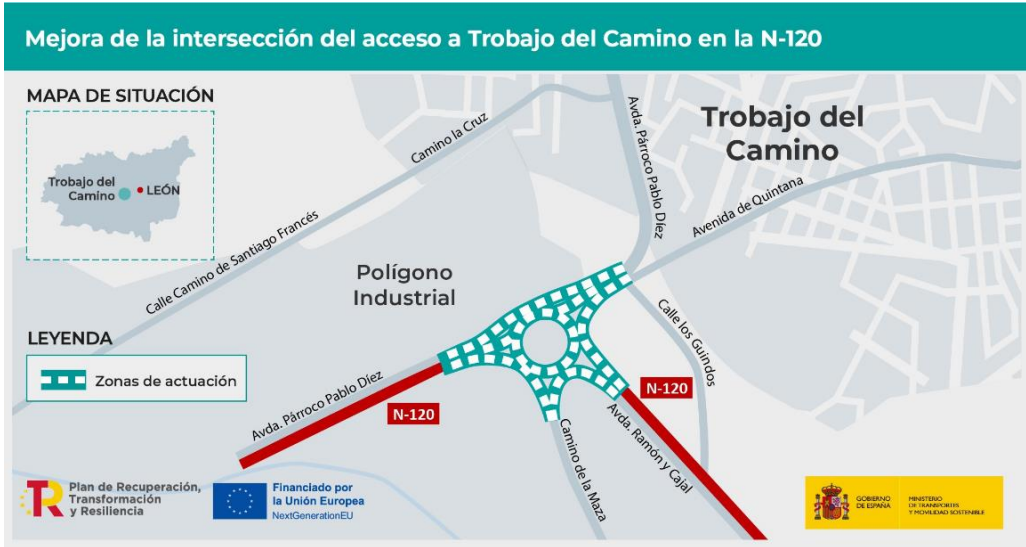 Mejora de la intersección del acceso a Trobajo del Camino en la N-120
MAPA DE SITUACIÓN
Trobajo del
Camino
LEÓN
Camino la Cruz
Avda. Párroco Pablo Díez
Trobajo del
Camino
Avenida de Quintana
Calle Camino de Santiago Francés
Polígono
Industrial
Calle los Guindos
LEYENDA
Zonas de actuación
Avda. Párroco Pablo Díez
N-120
N-120
Avda. Ramón y Cajal
Camino de la Maza
Plan de Recuperación,
Transformación
y Resiliencia
Financiado por
la Unión Europea
NextGenerationEU
GOBIERNO
DE ESPAÑA
MINISTERIO
DE TRANSPORTES
Y MOVILIDAD SOSTENIBLE